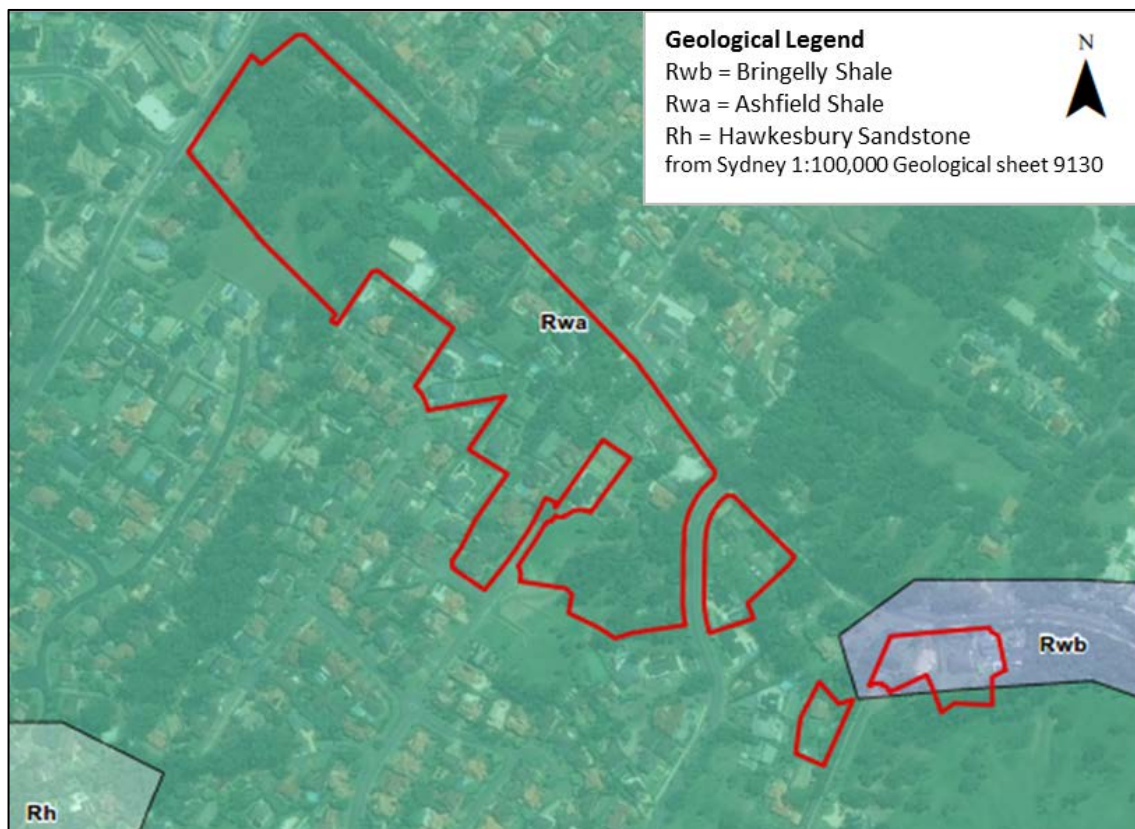 Geological Legend
Rwb = Bringelly Shale
Rwa = Ashfield Shale
Rh = Hawkesbury Sandstone
from Sydney 1:100,000 Geological sheet 9130
N
Rwa
Rwb
Rh